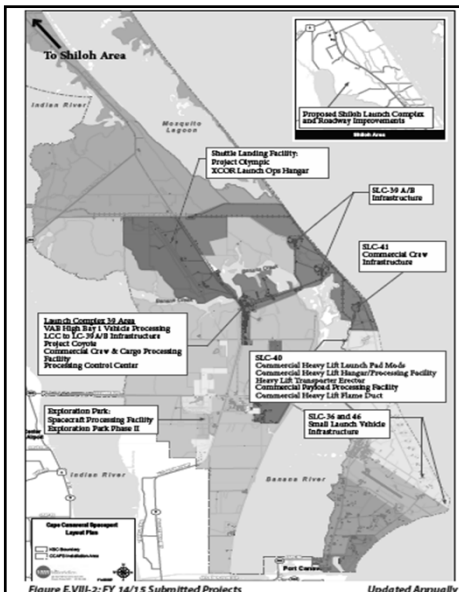 To Shiloh Area
Indian River
Mosquito
Lagoon
Proposed Shiloh Launch Complex
and Roadway Improvements
Shiloh Area
Shuttle Landing Facility:
Project Olympic
XCOR Launch Ops Hangar
SLC-39 A/B
Infrastructure
SLC-41
Commercial Crew
Infrastructure
Launch Complex 39 Area
VAB High Bay 1 Vehicle Processing
LCC to LC-39A/B Infrastructure
Project Coyote
Commercial Crew & Cargo Processing
Facility
Processing Control Center
SLC-40
Commercial Heavy Lift Launch Pad Mods
Commercial Heavy Lift Hangar/Processing Facility
Heavy Lift Transporter Erector
Commercial Payload Processing Facility
Commercial Heavy Lift Flame Duct
Exploration Park:
Spacecraft Processing Facility
Exploration Park Phase II
SLC-36 and 46
Small Launch Vehicle
Infrastructure
Indian River
Banana River
Cape Canaveral Spaceport
Layout Plan
KSC Boundary
CCAFS Installation Area
Figure E.VIII-2: FY 14/15 Submitted Projects
Updated Annually